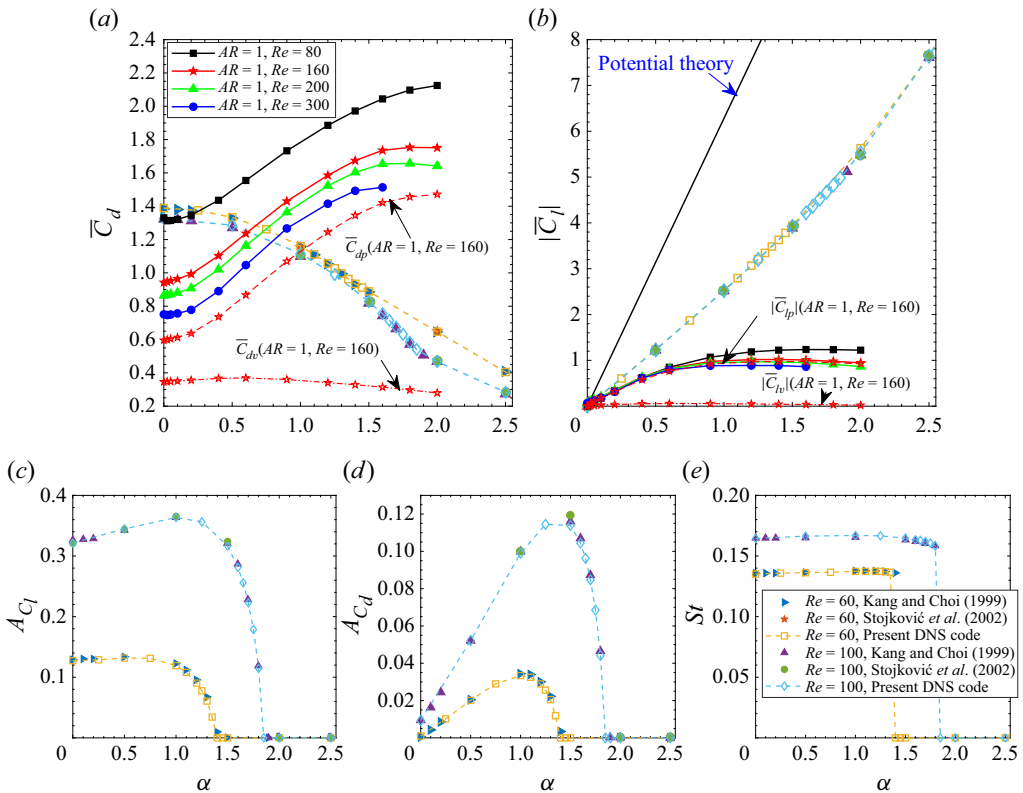 (a)
2.4
2.2
2.0
1.8
1.6
1.4
1.2
1.0
0.8
0.6
0.4
0.2
C̅d
AR = 1, Re = 80
AR = 1, Re = 160
AR = 1, Re = 200
AR = 1, Re = 300
C̅dp(AR = 1, Re = 160)
C̅dv(AR = 1, Re = 160)
0 0.5 1.0 1.5 2.0 2.5
(b)
8
7
6
5
4
3
2
1
0
|C̅l|
Potential theory
|C̅lp|(AR = 1, Re = 160)
|C̅lv|(AR = 1, Re = 160)
0 0.5 1.0 1.5 2.0 2.5
(c)
0.5
0.3
0.1
ACl
0 0.5 1.0 1.5 2.0 2.5
α
(d)
0.12
0.10
0.08
0.06
0.04
0.02
ACd
0 0.5 1.0 1.5 2.0 2.5
α
(e)
0.20
0.15
0.10
0.05
St
Re = 60, Kang and Choi (1999)
Re = 60, Stojković et al. (2002)
Re = 60, Present DNS code
Re = 100, Kang and Choi (1999)
Re = 100, Stojković et al. (2002)
Re = 100, Present DNS code
0 0.5 1.0 1.5 2.0 2.5
α